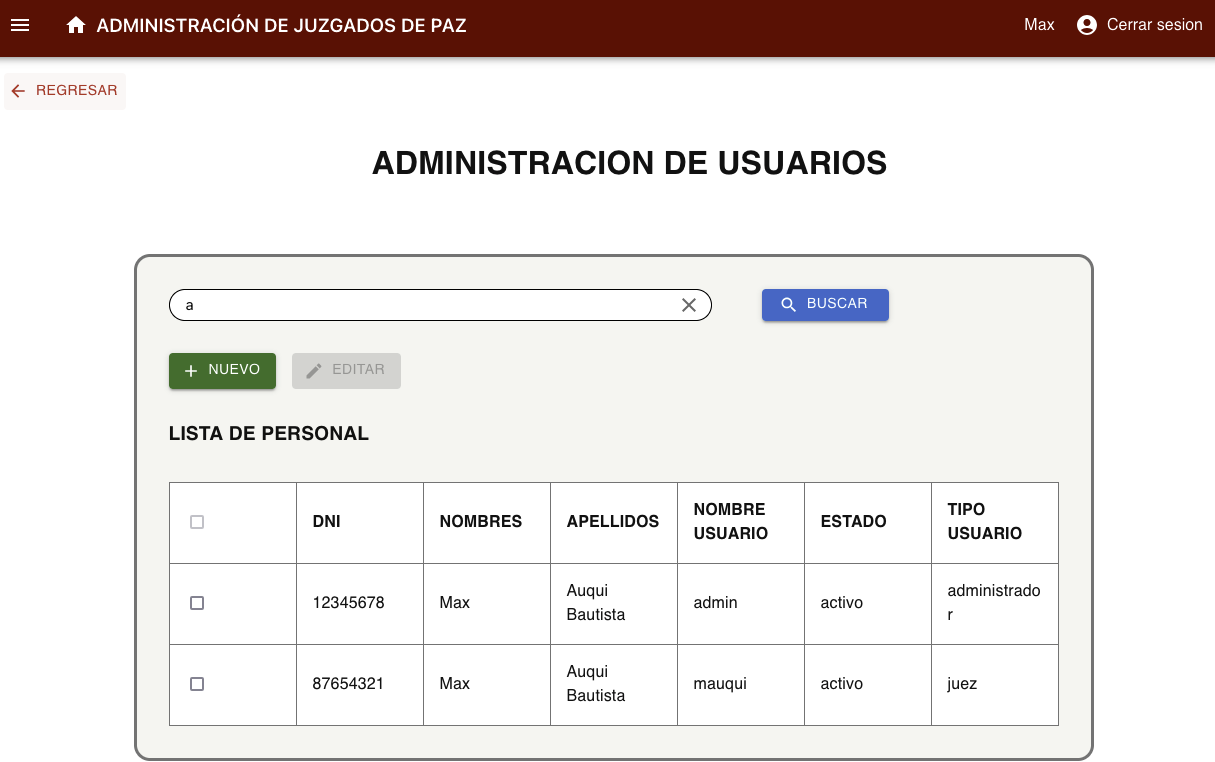 ADMINISTRACIÓN DE JUZGADOS DE PAZ Max Cerrar sesion
REGRESAR
ADMINISTRACION DE USUARIOS
a BUSCAR
NUEVO EDITAR
LISTA DE PERSONAL
DNI NOMBRES APELLIDOS NOMBRE USUARIO ESTADO TIPO USUARIO
12345678 Max Auqui Bautista admin activo administrado r
87654321 Max Auqui Bautista mauqui activo juez